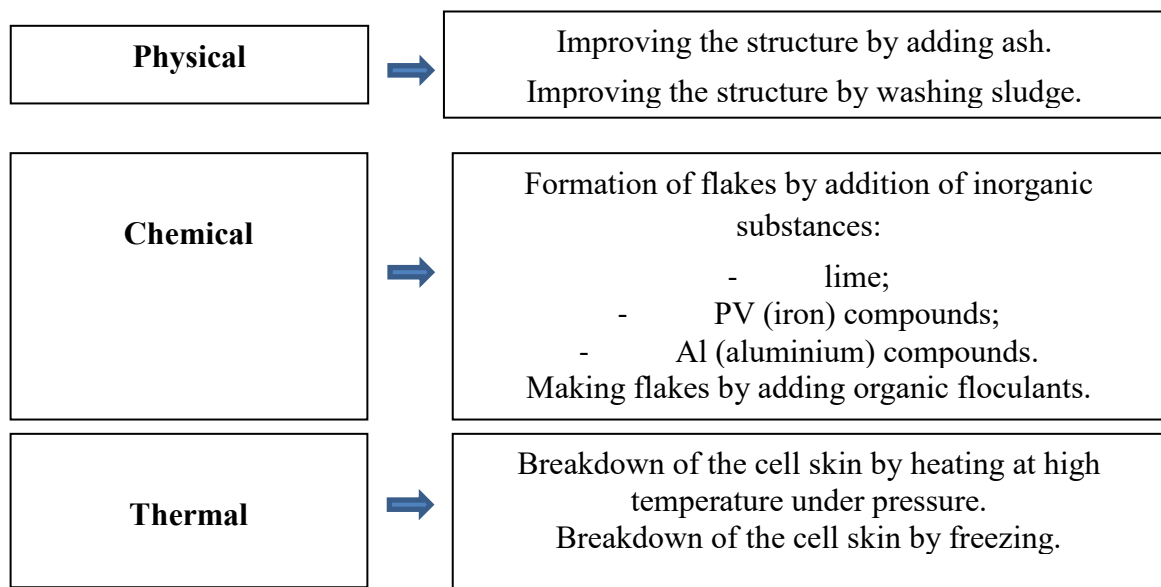 Physical
Improving the structure by adding ash.
Improving the structure by washing sludge.
Chemical
Formation of flakes by addition of inorganic
substances:
- lime;
- PV (iron) compounds;
- Al (aluminium) compounds.
Making flakes by adding organic floculants.
Thermal
Breakdown of the cell skin by heating at high
temperature under pressure.
Breakdown of the cell skin by freezing.